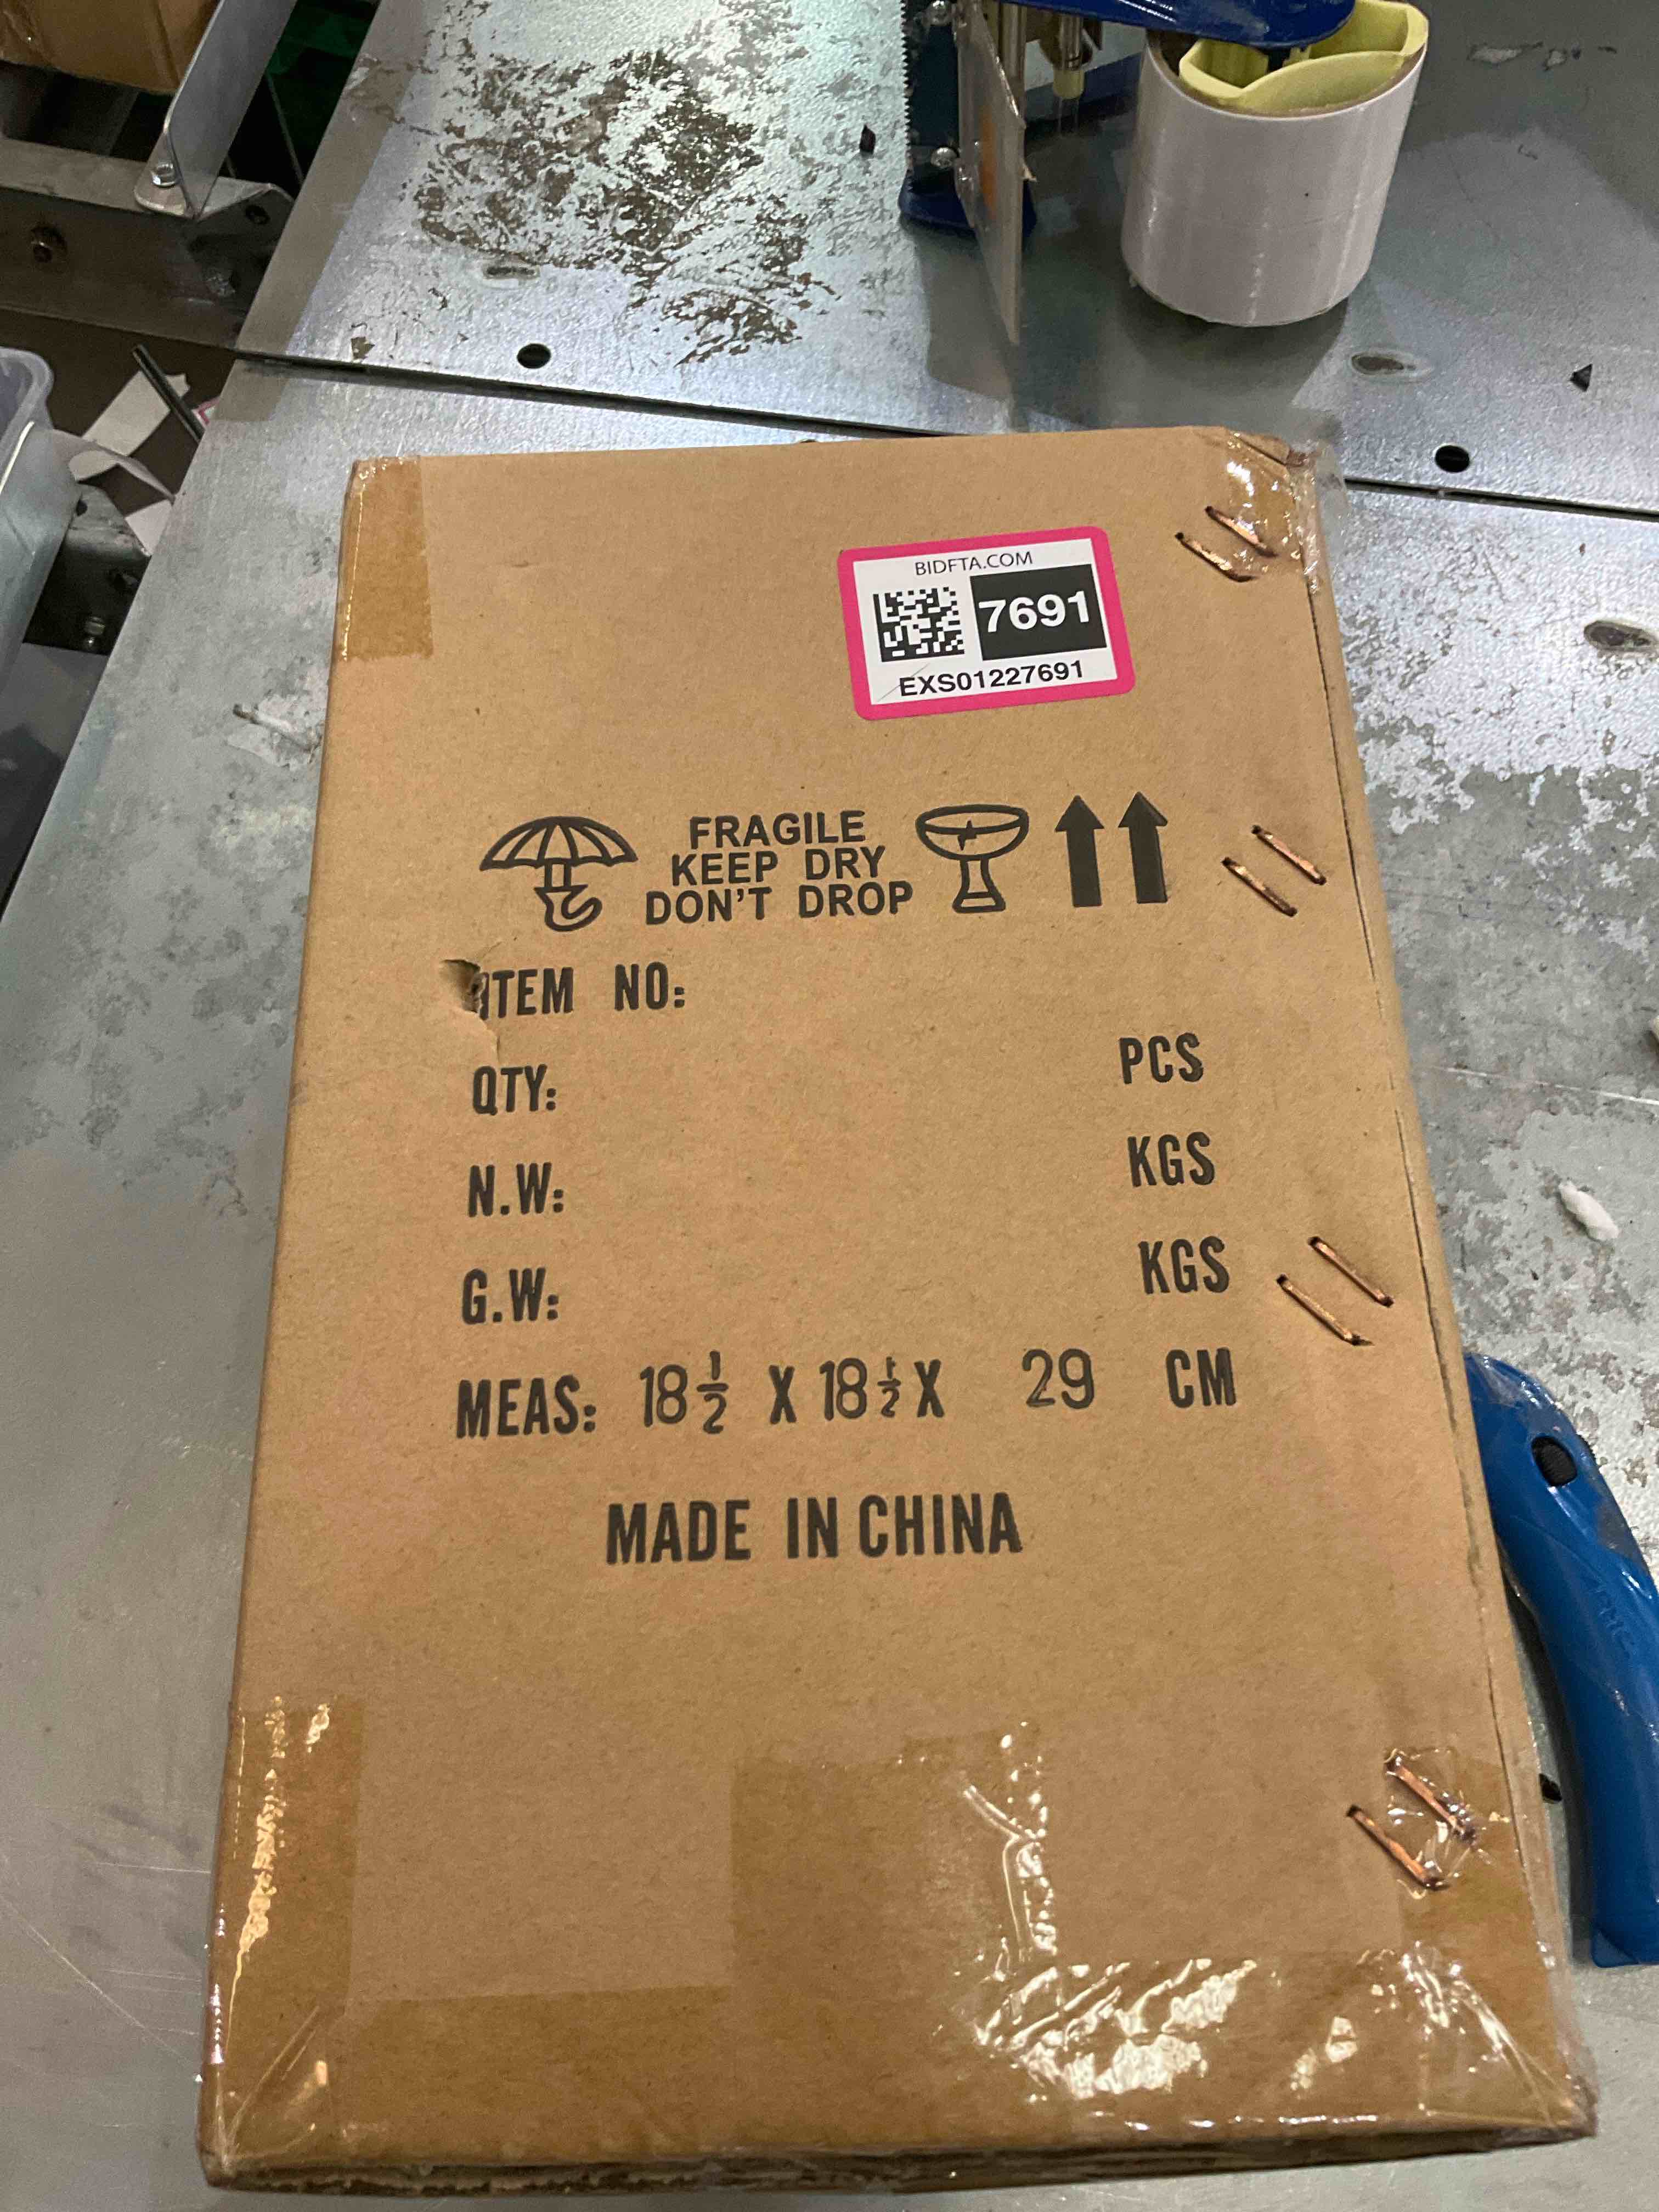 BIDFTA.COM
7691
EXS01227691
FRAGILE
KEEP DRY
DON'T DROP
ITEM NO:
QTY: PCS
N.W: KGS
G.W: KGS
MEAS: 18½ X 18½ X 29 CM
MADE IN CHINA